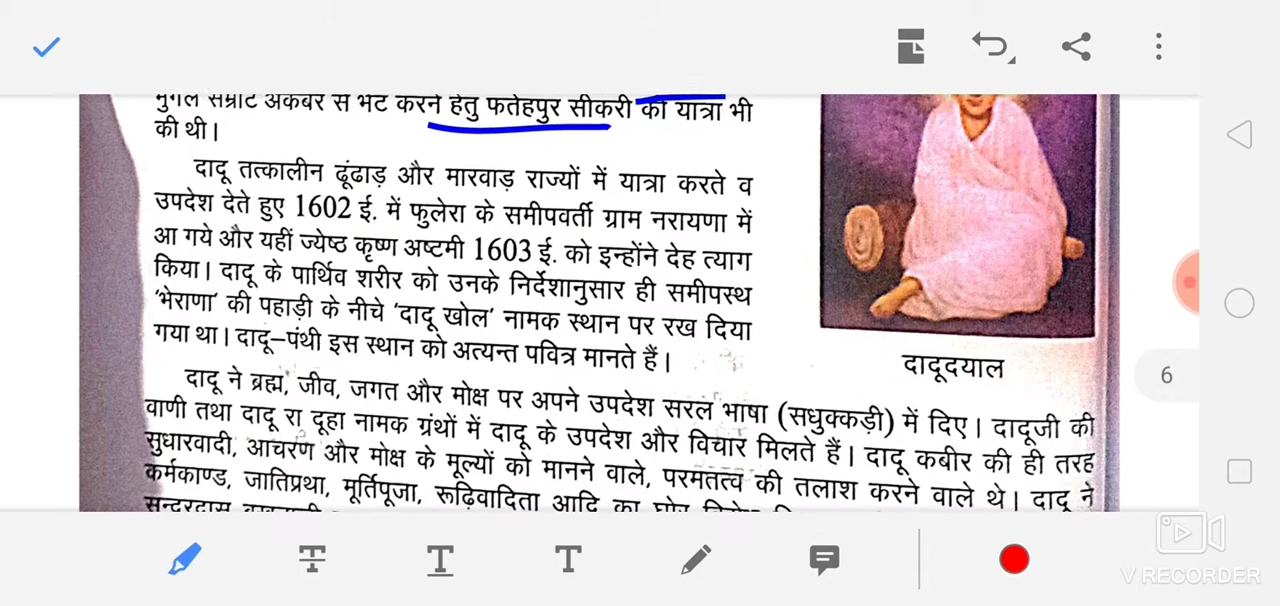 मुगल सम्राट अकबर से भेंट करने हेतु फतेहपुर सीकरी की यात्रा भी
की थी।
दादू तत्कालीन ढूंढाड़ और मारवाड़ राज्यों में यात्रा करते व
उपदेश देते हुए 1602 ई. में फुलेरा के समीपवर्ती ग्राम नरायणा में
आ गये और यहीं ज्येष्ठ कृष्ण अष्टमी 1603 ई. को इन्होंने देह त्याग
किया। दादू के पार्थिव शरीर को उनके निर्देशानुसार ही समीपस्थ
'भेराणा' की पहाड़ी के नीचे 'दादू खोल' नामक स्थान पर रख दिया
गया था। दादू-पंथी इस स्थान को अत्यन्त पवित्र मानते हैं।
दादूदयाल
6
दादू ने ब्रह्म, जीव, जगत और मोक्ष पर अपने उपदेश सरल भाषा (सधुक्कड़ी) में दिए। दादूजी की
वाणी तथा दादू रा दूहा नामक ग्रंथों में दादू के उपदेश और विचार मिलते हैं। दादू कबीर की ही तरह
सुधारवादी, आचरण और मोक्ष के मूल्यों को मानने वाले, परमतत्व की तलाश करने वाले थे। दादू ने
कर्मकाण्ड, जातिप्रथा, मूर्तिपूजा, रूढ़िवादिता आदि का घोर
सुन्दरदास
T T T
V RECORDER